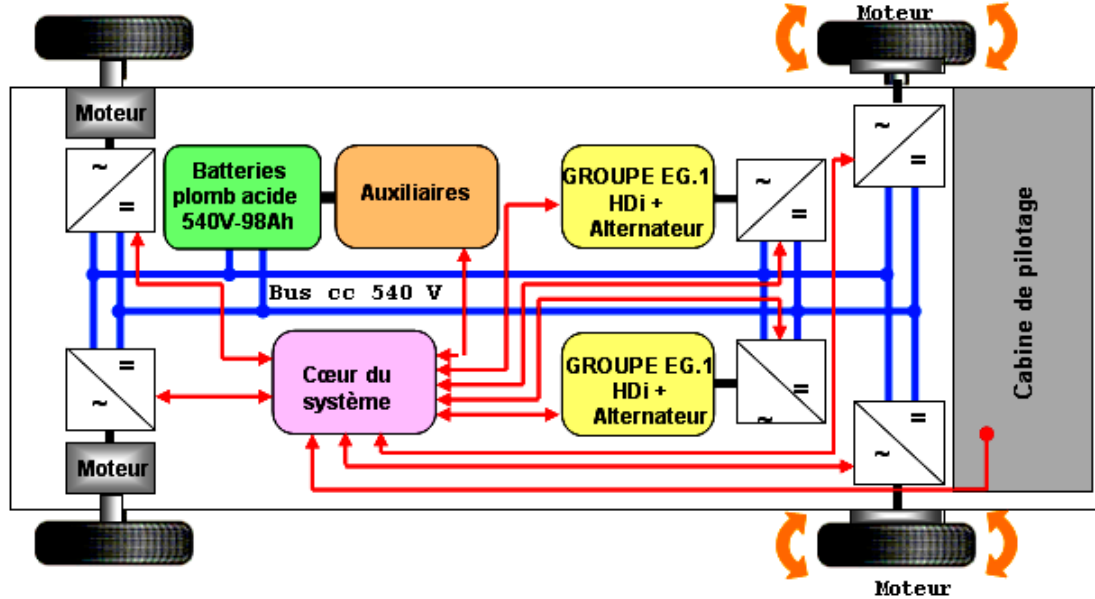 Moteur
Moteur
~
=
Batteries
plomb acide
540V-98Ah
Auxiliaires
GROUPE EG.1
HDi +
Alternateur
~
=
~
=
Bus cc 540 V
Cœur du
système
GROUPE EG.1
HDi +
Alternateur
=
~
=
~
=
~
Moteur
Cabine de pilotage
Moteur